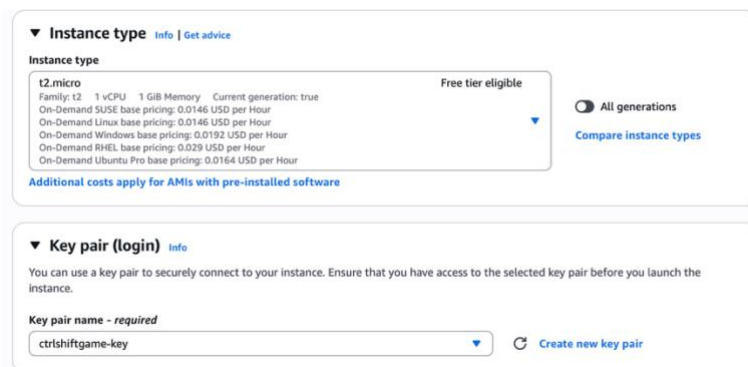 ▼ Instance type Info | Get advice
Instance type
t2.micro Free tier eligible
Family: t2 1 vCPU 1 GiB Memory Current generation: true
On-Demand SUSE base pricing: 0.0146 USD per Hour
On-Demand Linux base pricing: 0.0146 USD per Hour
On-Demand Windows base pricing: 0.0192 USD per Hour
On-Demand RHEL base pricing: 0.029 USD per Hour
On-Demand Ubuntu Pro base pricing: 0.0164 USD per Hour
All generations
Compare instance types
Additional costs apply for AMIs with pre-installed software
▼ Key pair (login) Info
You can use a key pair to securely connect to your instance. Ensure that you have access to the selected key pair before you launch the
instance.
Key pair name - required
ctrlshiftgame-key
Create new key pair